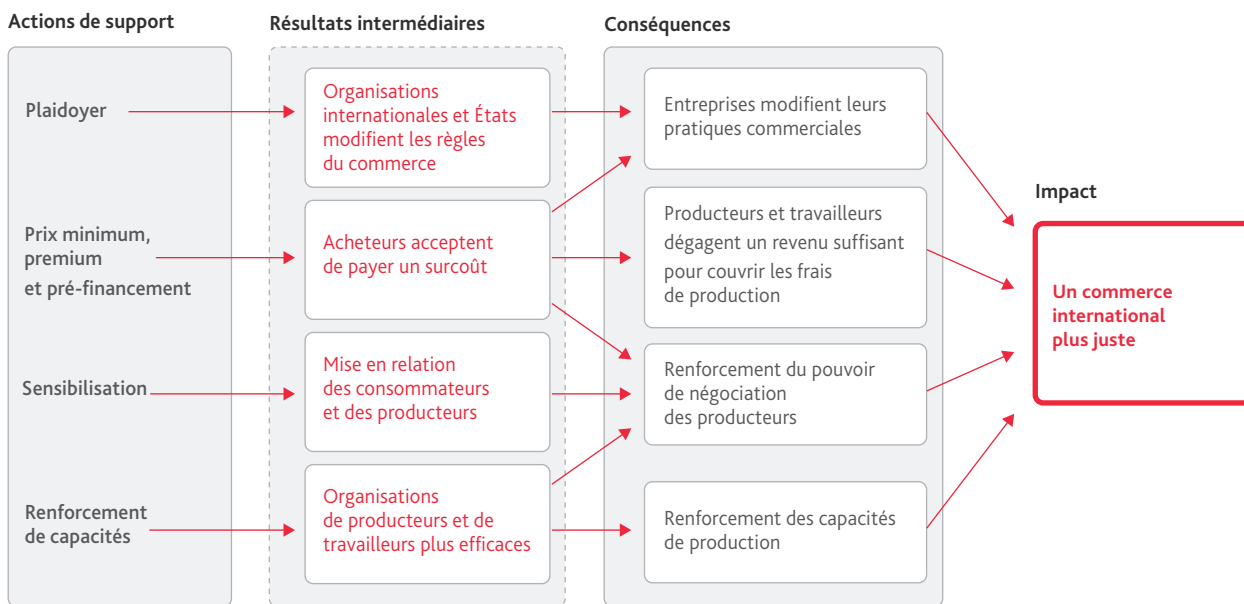 Actions de support
Plaidoyer
Prix minimum,
premium
et pré-financement
Sensibilisation
Renforcement
de capacités
Résultats intermédiaires
Organisations
internationales et États
modifient les règles
du commerce
Acheteurs acceptent
de payer un surcoût
Mise en relation
des consommateurs
et des producteurs
Organisations
de producteurs et de
travailleurs plus efficaces
Conséquences
Entreprises modifient leurs
pratiques commerciales
Producteurs et travailleurs
dégagent un revenu suffisant
pour couvrir les frais
de production
Renforcement du pouvoir
de négociation
des producteurs
Renforcement des capacités
de production
Impact
Un commerce
international
plus juste